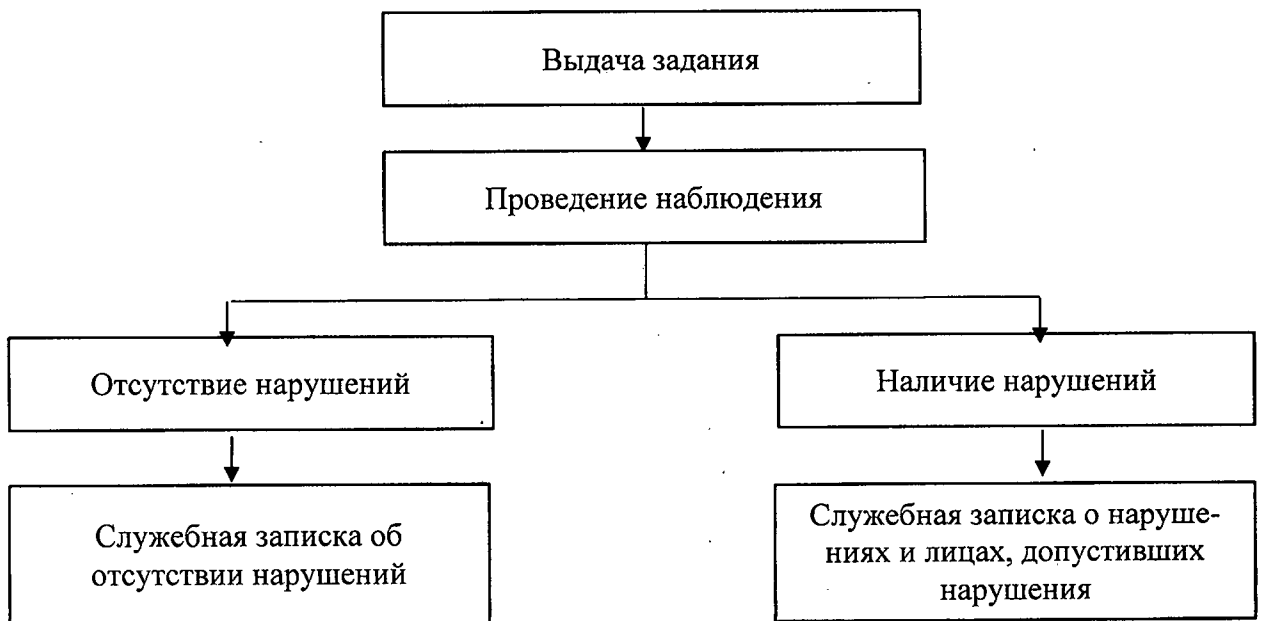 Выдача задания
Проведение наблюдения
Отсутствие нарушений
Наличие нарушений
Служебная записка об
отсутствии нарушений
Служебная записка о наруше-
ниях и лицах, допустивших
нарушения